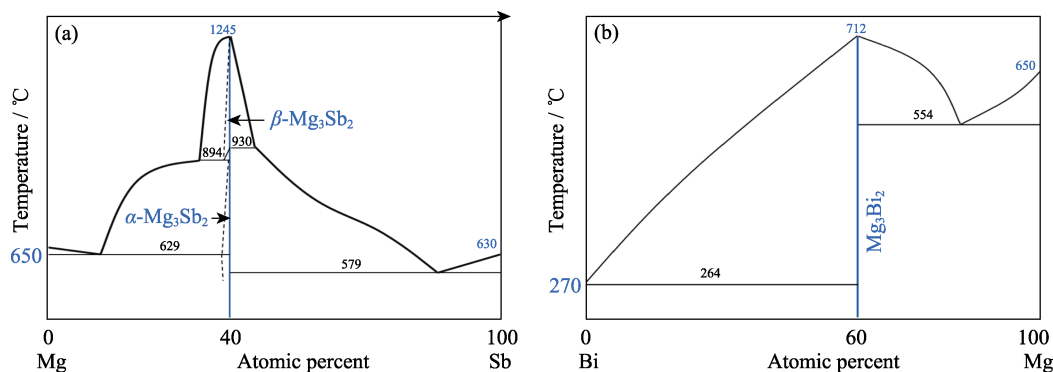 (a)
1245
β-Mg₃Sb₂
930
894
α-Mg₃Sb₂
650
629
630
579
Temperature / ℃
0
40
100
Mg
Atomic percent
Sb
(b)
712
650
554
Mg₃Bi₂
270
264
Temperature / ℃
0
60
100
Bi
Atomic percent
Mg